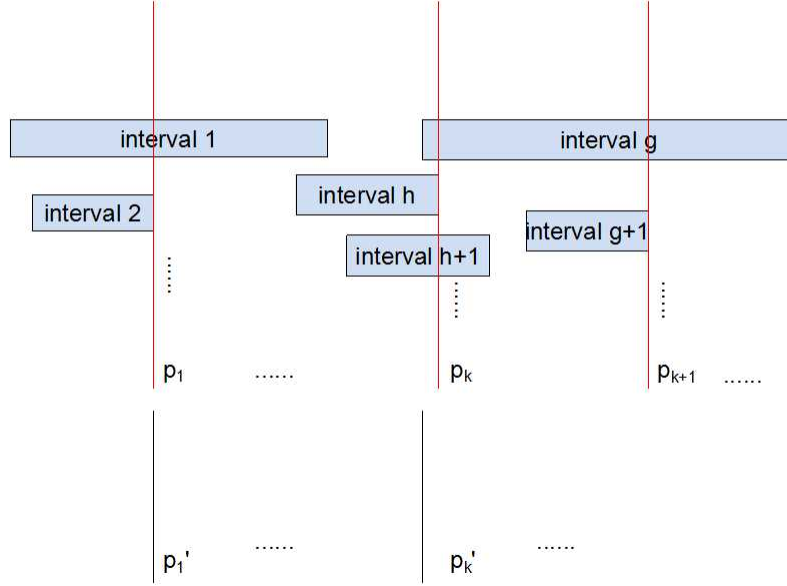 interval 1
interval g
interval h
interval 2
interval g+1
interval h+1
......
......
......
p₁
......
pₖ
pₖ₊₁
......
......
......
p₁'
pₖ'